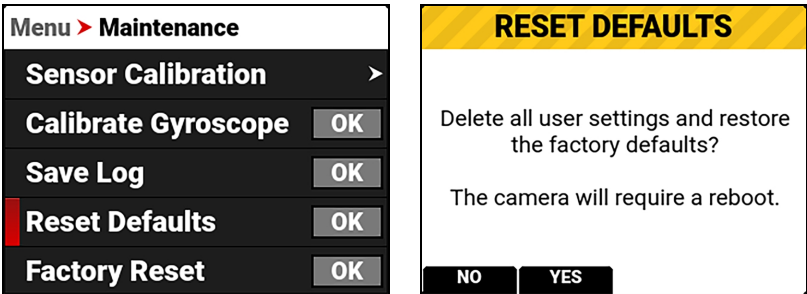 Menu ➤ Maintenance
Sensor Calibration ➤
Calibrate Gyroscope OK
Save Log OK
Reset Defaults OK
Factory Reset OK
RESET DEFAULTS
Delete all user settings and restore
the factory defaults?
The camera will require a reboot.
NO YES